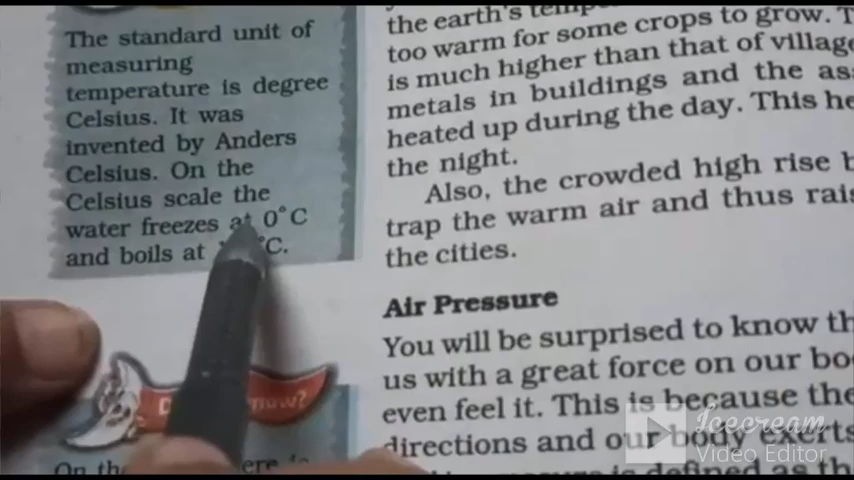 The standard unit of
measuring
temperature is degree
Celsius. It was
invented by Anders
Celsius. On the
Celsius scale the
water freezes at 0°C
and boils at °C.
the earth's
too warm for some crops to grow.
is much higher than that of
metals in buildings and the
heated up during the day. This
the night.
Also, the crowded high rise
trap the warm air and thus
the cities.
Air Pressure
You will be surprised to know
us with a great force on our
even feel it. This is because
directions and our body exerts
is defined as
On
Icecream
Video Editor